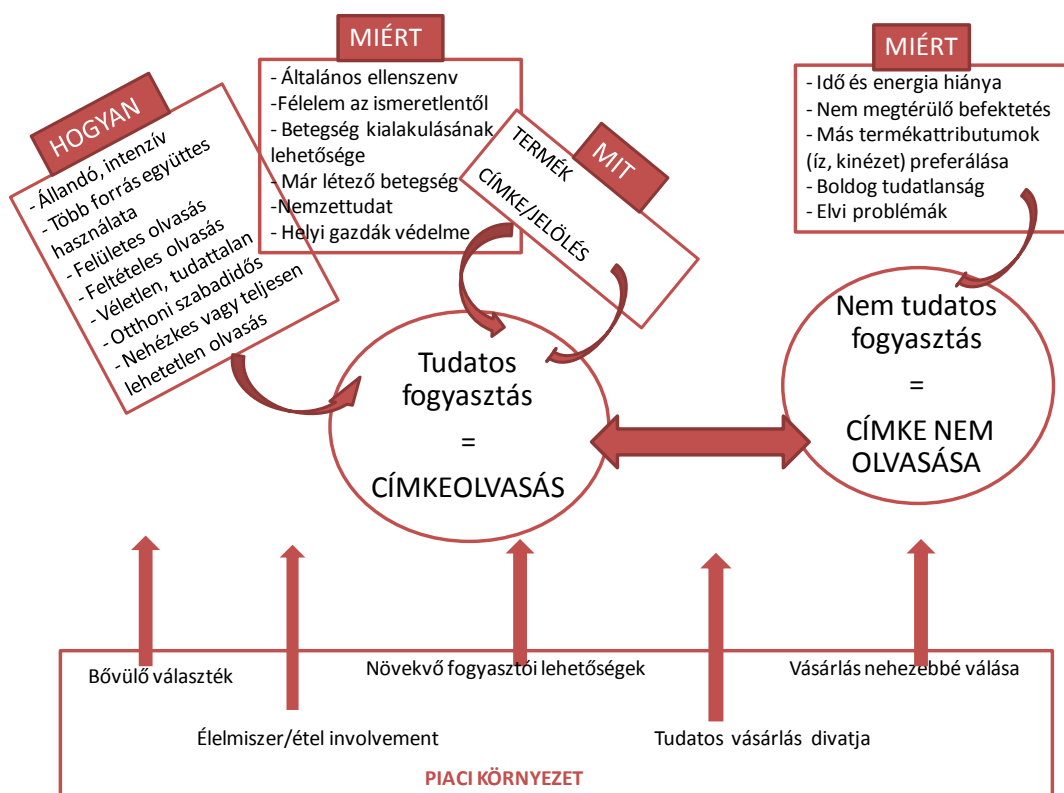 HOGYAN
- Állandó, intenzív
- Több forrás együttes
használata
- Felületes olvasás
- Feltételes olvasás
- Véletlen, tudattalan
- Otthoni szabadidős
- Nehézkes vagy teljesen
lehetetlen olvasás
MIÉRT
- Általános ellenszenv
-Félelem az ismeretlentől
- Betegség kialakulásának
lehetősége
- Már létező betegség
-Nemzettudat
- Helyi gazdák védelme
MIT
TERMÉK
CÍMKE/JELÖLÉS
MIÉRT
- Idő és energia hiánya
- Nem megtérülő befektetés
- Más termékattributumok
(íz, kinézet) preferálása
- Boldog tudatlanság
- Elvi problémák
Tudatos
fogyasztás
=
CÍMKEOLVASÁS
Nem tudatos
fogyasztás
=
CÍMKE NEM
OLVASÁSA
Bővülő választék
Növekvő fogyasztói lehetőségek
Vásárlás nehezebbé válása
Élelmiszer/étel involvement
Tudatos vásárlás divatja
PIACI KÖRNYEZET